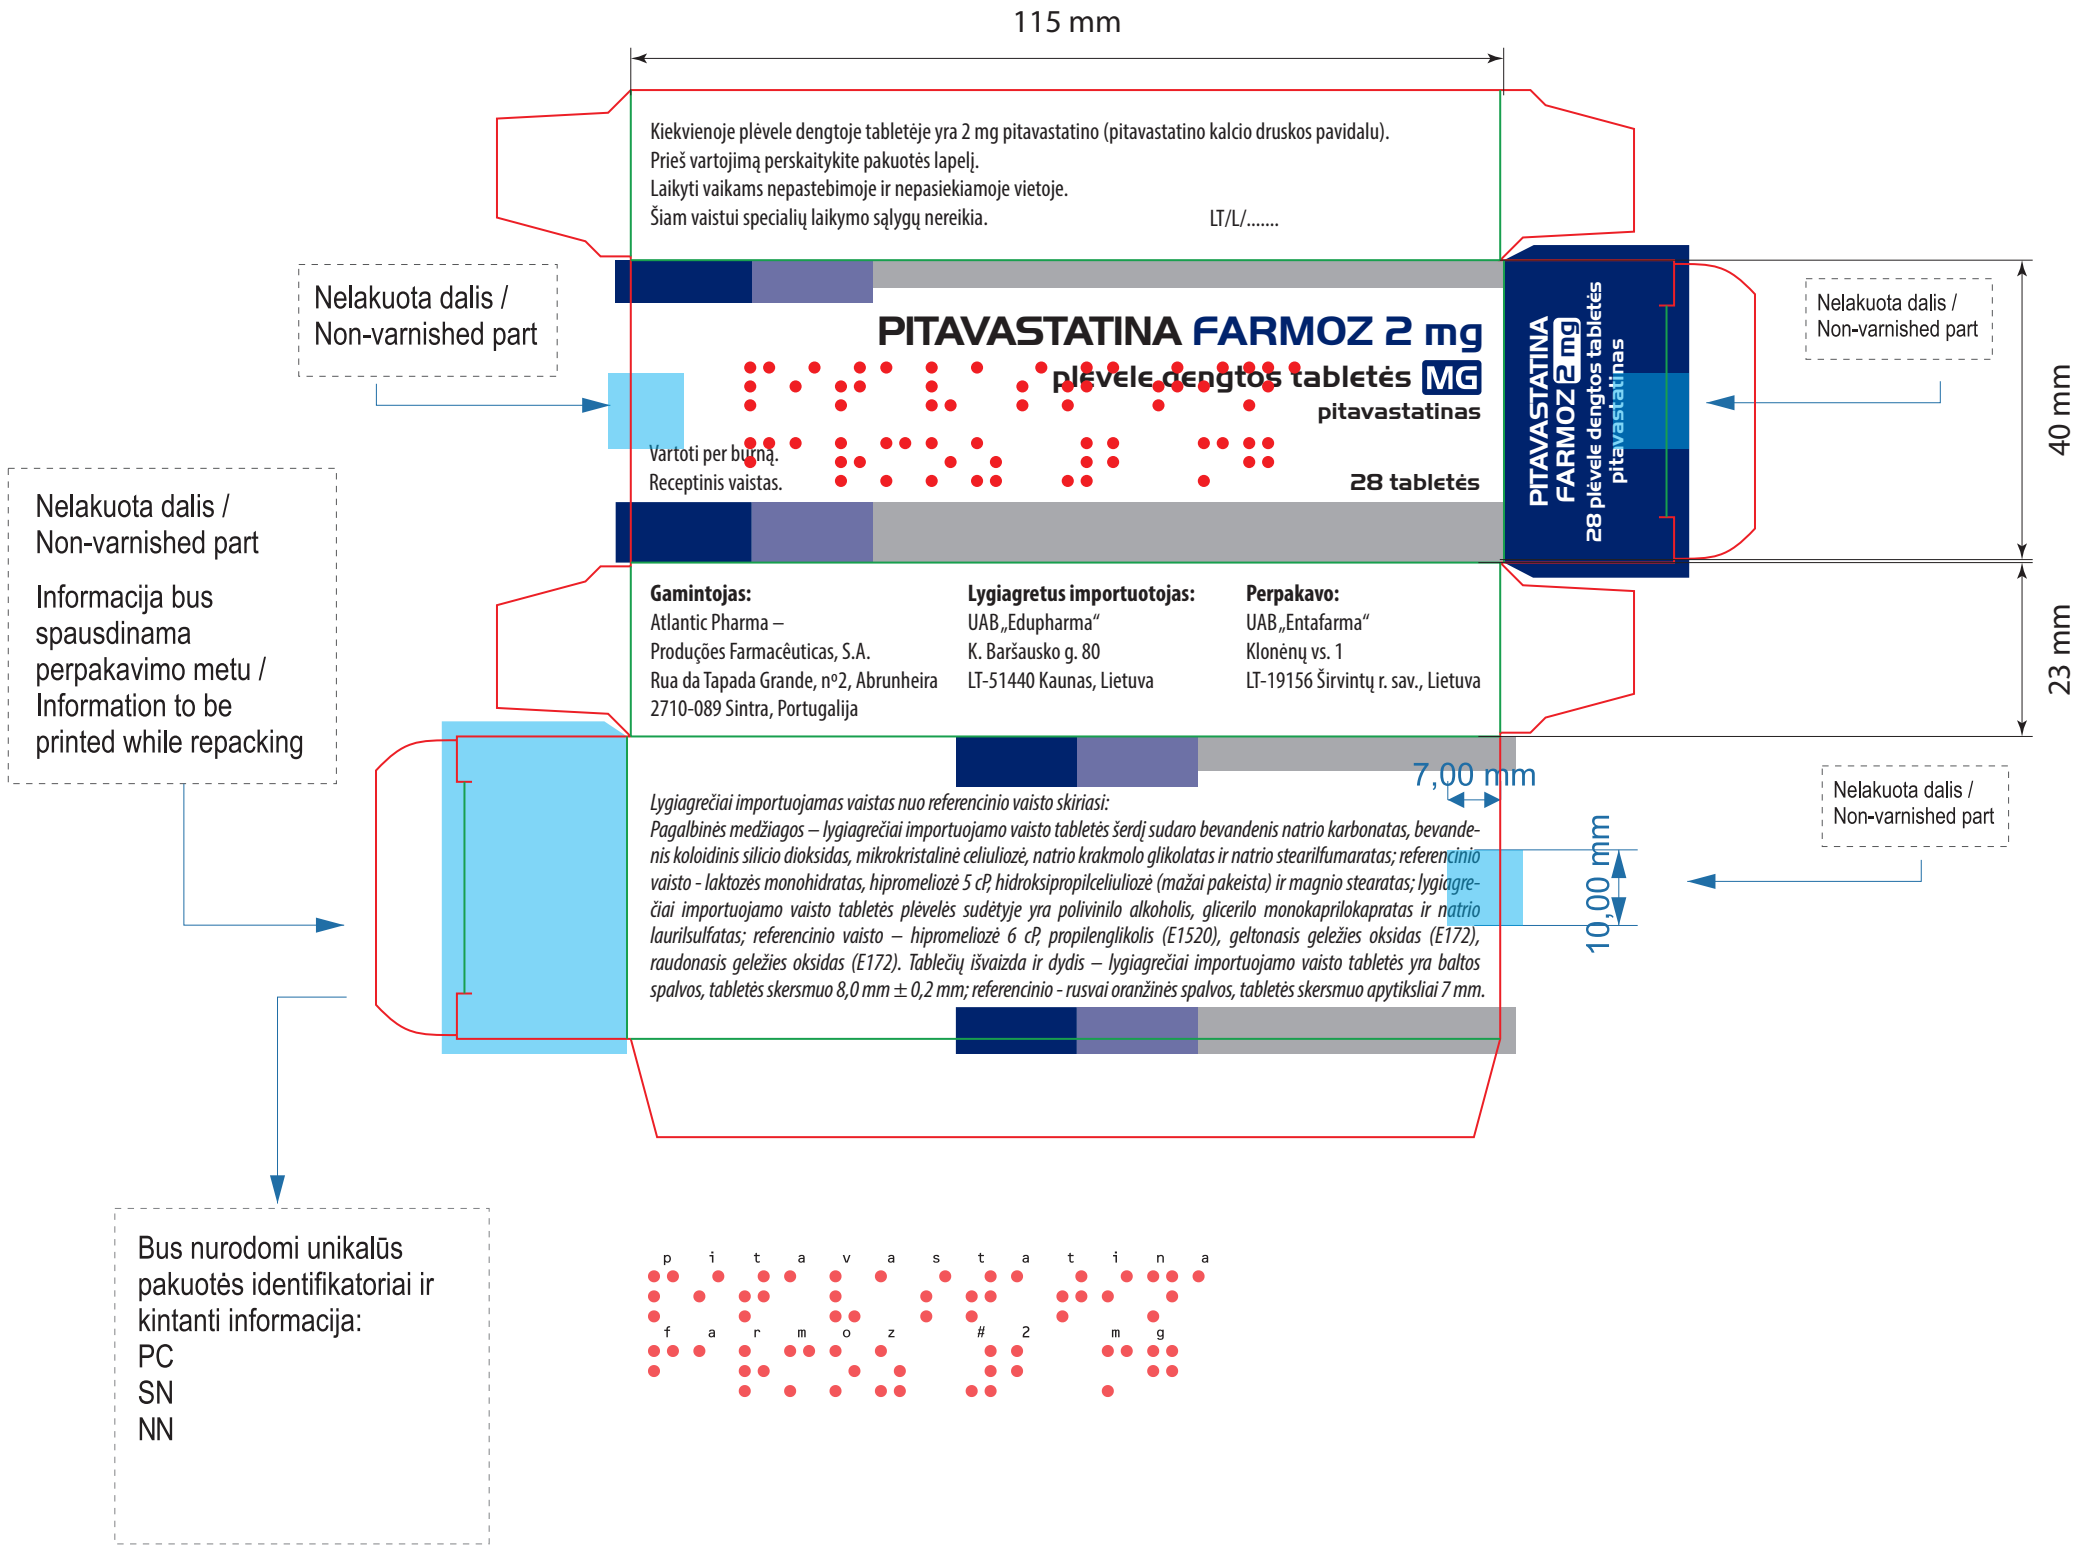 115 mm
Kiekvienoje plėvele dengtoje tabletėje yra 2 mg pitavastatino (pitavastatino kalcio druskos pavidalu).
Prieš vartojimą perskaitykite pakuotės lapelį.
Laikyti vaikams nepastebimoje ir nepasiekiamoje vietoje.
Šiam vaistui specialių laikymo sąlygų nereikia. LT/L/.......
Nelakuota dalis /
Non-varnished part
PITAVASTATINA FARMOZ 2 mg
plėvele dengtos tabletės MG
pitavastatinas
Vartoti per burną.
Receptinis vaistas.
28 tabletės
PITAVASTATINA
FARMOZ 2 mg
28 plėvele dengtos tabletės
pitavastatinas
Nelakuota dalis /
Non-varnished part
40 mm
23 mm
Nelakuota dalis /
Non-varnished part
Informacija bus
spausdinama
perpakavimo metu /
Information to be
printed while repacking
Gamintojas:
Atlantic Pharma –
Produções Farmacêuticas, S.A.
Rua da Tapada Grande, nº2, Abrunheira
2710-089 Sintra, Portugalija
Lygiagretus importuotojas:
UAB „Edupharma“
K. Baršausko g. 80
LT-51440 Kaunas, Lietuva
Perpakavo:
UAB „Entafarma“
Klonėnų vs. 1
LT-19156 Širvintų r. sav., Lietuva
7,00 mm
10,00 mm
Nelakuota dalis /
Non-varnished part
Lygiagrečiai importuojamas vaistas nuo referencinio vaisto skiriasi:
Pagalbinės medžiagos – lygiagrečiai importuojamo vaisto tabletės šerdį sudaro bevandenis natrio karbonatas, bevande-
nis koloidinis silicio dioksidas, mikrokristalinė celiuliozė, natrio krakmolo glikolatas ir natrio stearilfumaratas; referencinio
vaisto - laktozės monohidratas, hipromeliozė 5 cP, hidroksipropilceliuliozė (mažai pakeista) ir magnio stearatas; lygiagre-
čiai importuojamo vaisto tabletės plėvelės sudėtyje yra polivinilo alkoholis, glicerilo monokaprilokapratas ir natrio
laurilsulfatas; referencinio vaisto – hipromeliozė 6 cP, propilenglikolis (E1520), geltonasis geležies oksidas (E172),
raudonasis geležies oksidas (E172). Tablečių išvaizda ir dydis – lygiagrečiai importuojamo vaisto tabletės yra baltos
spalvos, tabletės skersmuo 8,0 mm ± 0,2 mm; referencinio - rusvai oranžinės spalvos, tabletės skersmuo apytiksliai 7 mm.
Bus nurodomi unikalūs
pakuotės identifikatoriai ir
kintanti informacija:
PC
SN
NN
p i t a v a s t a t i n a
f a r m o z #2 m g